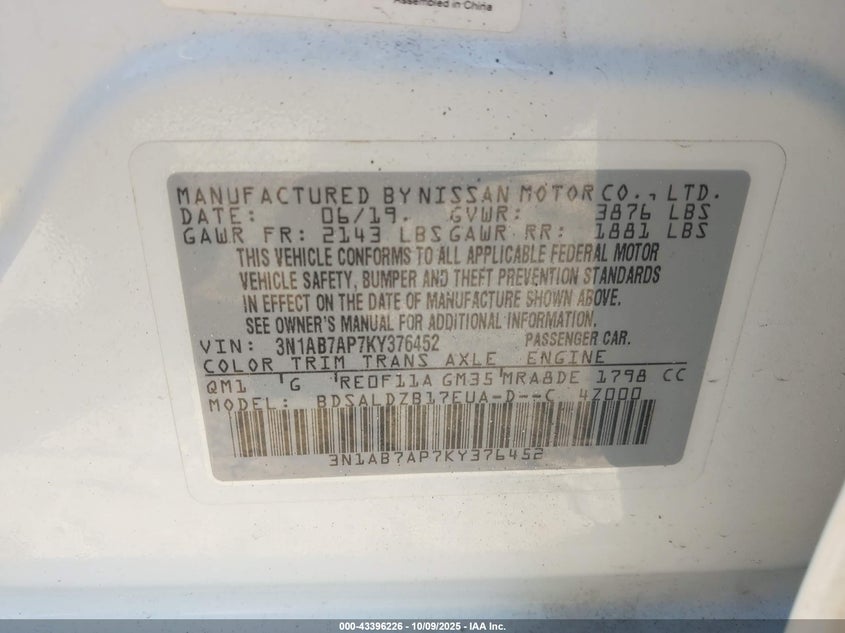 Assembled in China
MANUFACTURED BY NISSAN MOTOR CO., LTD.
DATE: 06/19. GVWR: 3876 LBS
GAWR FR: 2143 LBS GAWR RR: 1881 LBS
THIS VEHICLE CONFORMS TO ALL APPLICABLE FEDERAL MOTOR
VEHICLE SAFETY, BUMPER AND THEFT PREVENTION STANDARDS
IN EFFECT ON THE DATE OF MANUFACTURE SHOWN ABOVE.
SEE OWNER'S MANUAL FOR ADDITIONAL INFORMATION.
VIN: 3N1AB7AP7KY376452 PASSENGER CAR.
COLOR TRIM TRANS AXLE ENGINE
QM1 'G 'RE0F11A GM35'MRA8DE 1798 CC
MODEL: BDSALDZB17EUA-D--C 4Z000
3N1AB7AP7KY376452
000-43396226 - 10/09/2025 - IAA Inc.